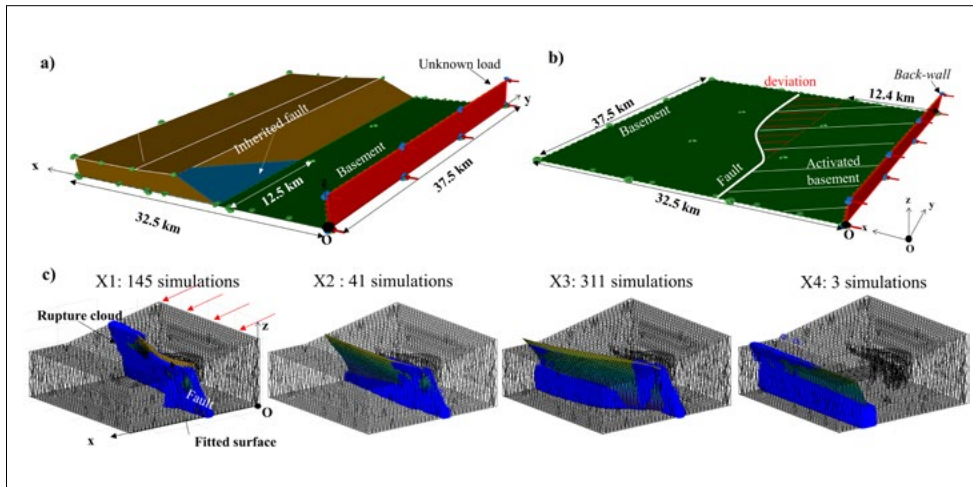 a)
Unknown load
y
Inherited fault
Basement
x
12.5 km
37.5 km
32.5 km
O
b)
deviation
Back-wall
12.4 km
37.5 km
Basement
Fault
Activated
basement
32.5 km
z
y
x
O
O
c)
X1: 145 simulations
X2 : 41 simulations
X3: 311 simulations
X4: 3 simulations
Rupture cloud
z
Fault
O
x
Fitted surface